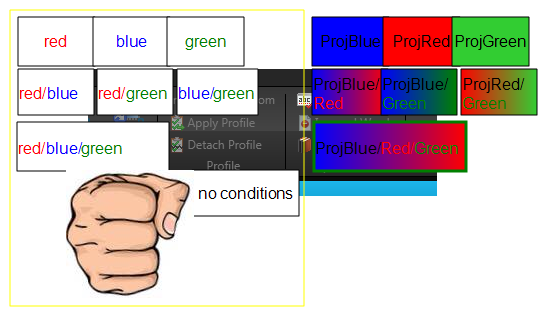 red blue green ProjBlue ProjRed ProjGreen
red/blue red/green blue/green ProjBlue/ ProjBlue/ ProjRed/
Red Green Green
Apply Profile
Detach Profile
Profile
red/blue/green ProjBlue/Red/Green
no conditions